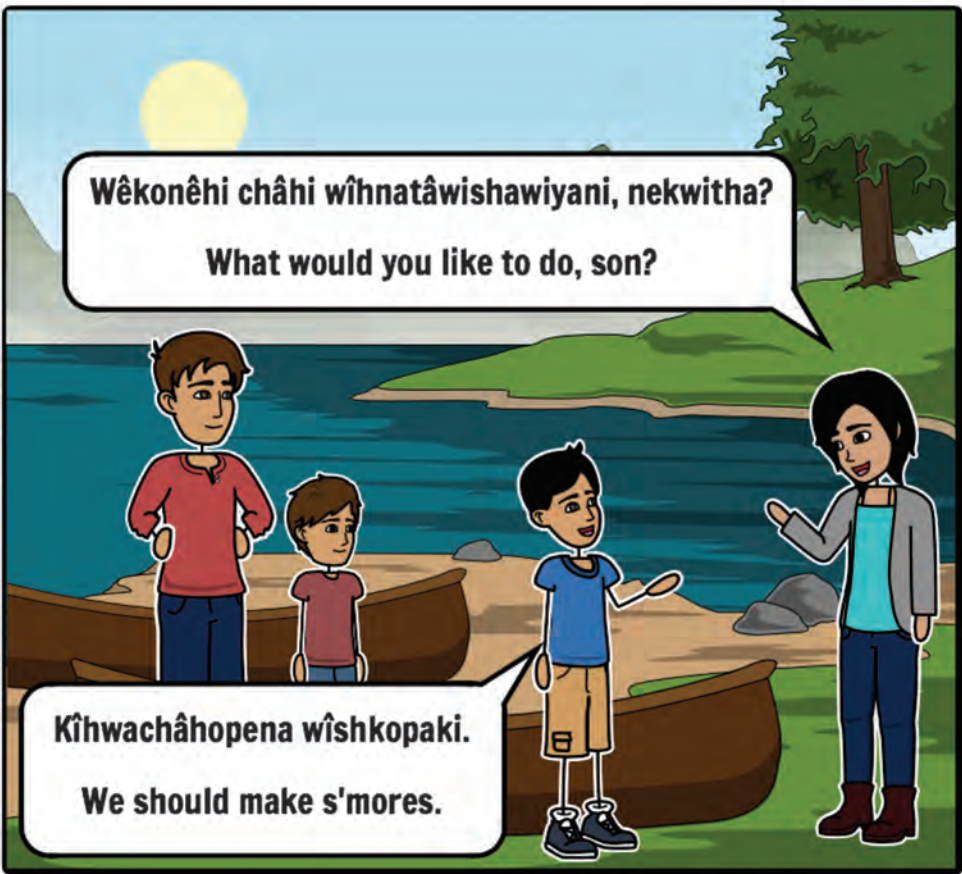 Wêkonêhi châhi wîhnatâwishawiyani, nekwitha?
What would you like to do, son?
Kîhwachâhopena wîshkopaki.
We should make s'mores.